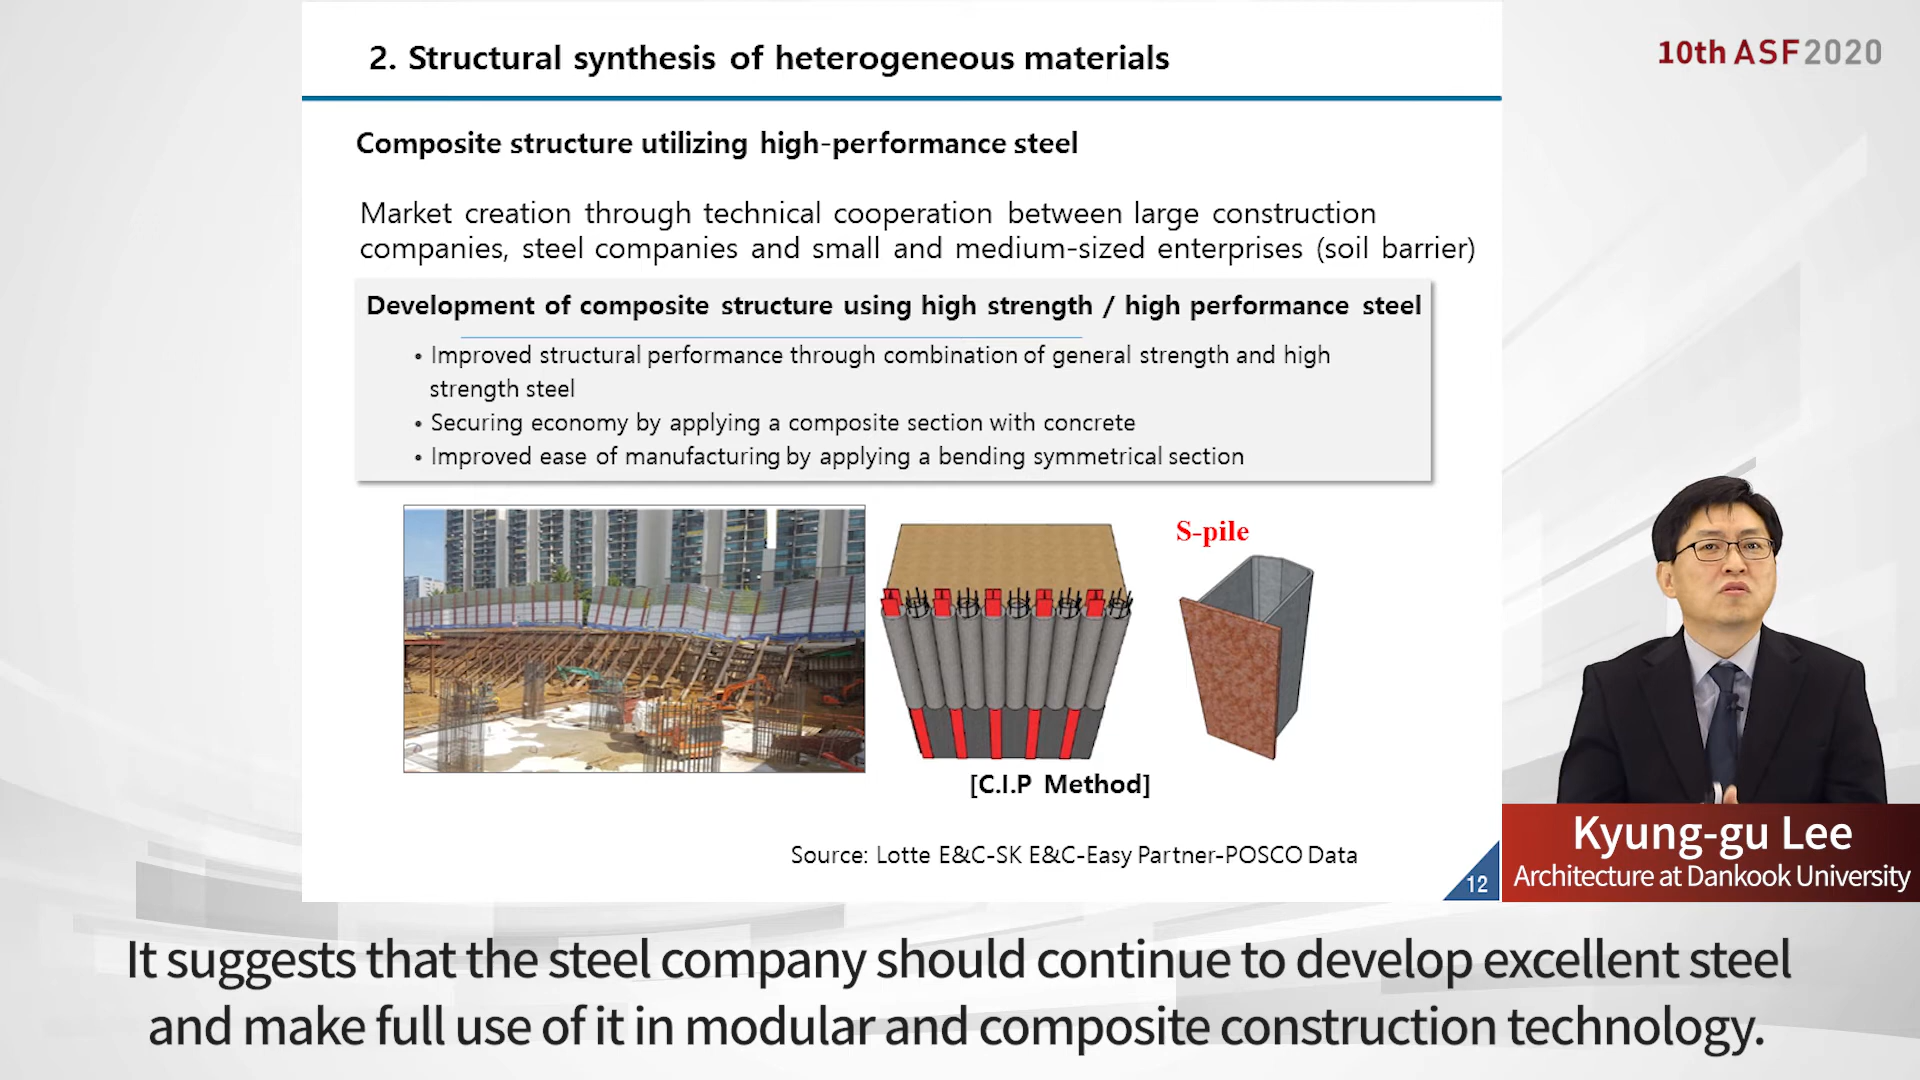 2. Structural synthesis of heterogeneous materials
10th ASF2020
Composite structure utilizing high-performance steel
Market creation through technical cooperation between large construction
companies, steel companies and small and medium-sized enterprises (soil barrier)
Development of composite structure using high strength / high performance steel
• Improved structural performance through combination of general strength and high
strength steel
• Securing economy by applying a composite section with concrete
• Improved ease of manufacturing by applying a bending symmetrical section
S-pile
[C.I.P Method]
Source: Lotte E&C-SK E&C-Easy Partner-POSCO Data
12
Kyung-gu Lee
Architecture at Dankook University
It suggests that the steel company should continue to develop excellent steel
and make full use of it in modular and composite construction technology.